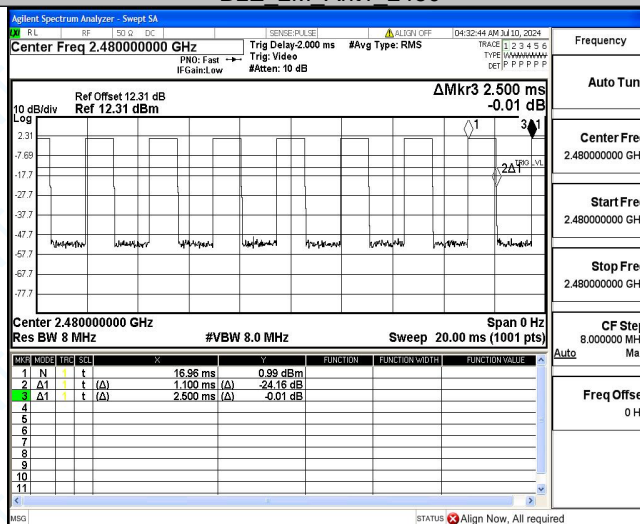 Agilent Spectrum Analyzer - Swept SA
RL RF 50 Ω DC SENSE:PULSE ALIGN OFF 04:32:44 AM Jul 10, 2024
Center Freq 2.480000000 GHz
PNO: Fast
IFGain:Low
Trig Delay-2.000 ms
Trig: Video
#Atten: 10 dB
#Avg Type: RMS
TRACE 1 2 3 4 5 6
TYPE
DET P P P P P P
Frequency
Ref Offset 12.31 dB
10 dB/div Ref 12.31 dBm
Log
ΔMkr3 2.500 ms
-0.01 dB
2.31
-7.69
-17.7
-27.7
-37.7
-47.7
-57.7
-67.7
-77.7
1
3Δ1
2Δ1
TRIG LVL
Center 2.480000000 GHz Span 0 Hz
Res BW 8 MHz #VBW 8.0 MHz Sweep 20.00 ms (1001 pts)
MKR MODE TRC SCL X Y FUNCTION FUNCTION WIDTH FUNCTION VALUE
1 N 1 t 16.96 ms 0.99 dBm
2 Δ1 1 t (Δ) 1.100 ms (Δ) -24.16 dB
3 Δ1 1 t (Δ) 2.500 ms (Δ) -0.01 dB
4
5
6
7
8
9
10
11
MSG STATUS Align Now, All required
Auto Tun
Center Fre
2.480000000 GH
Start Fre
2.480000000 GH
Stop Fre
2.480000000 GH
CF Ste
8.000000 MH
Auto Ma
Freq Offse
0 H